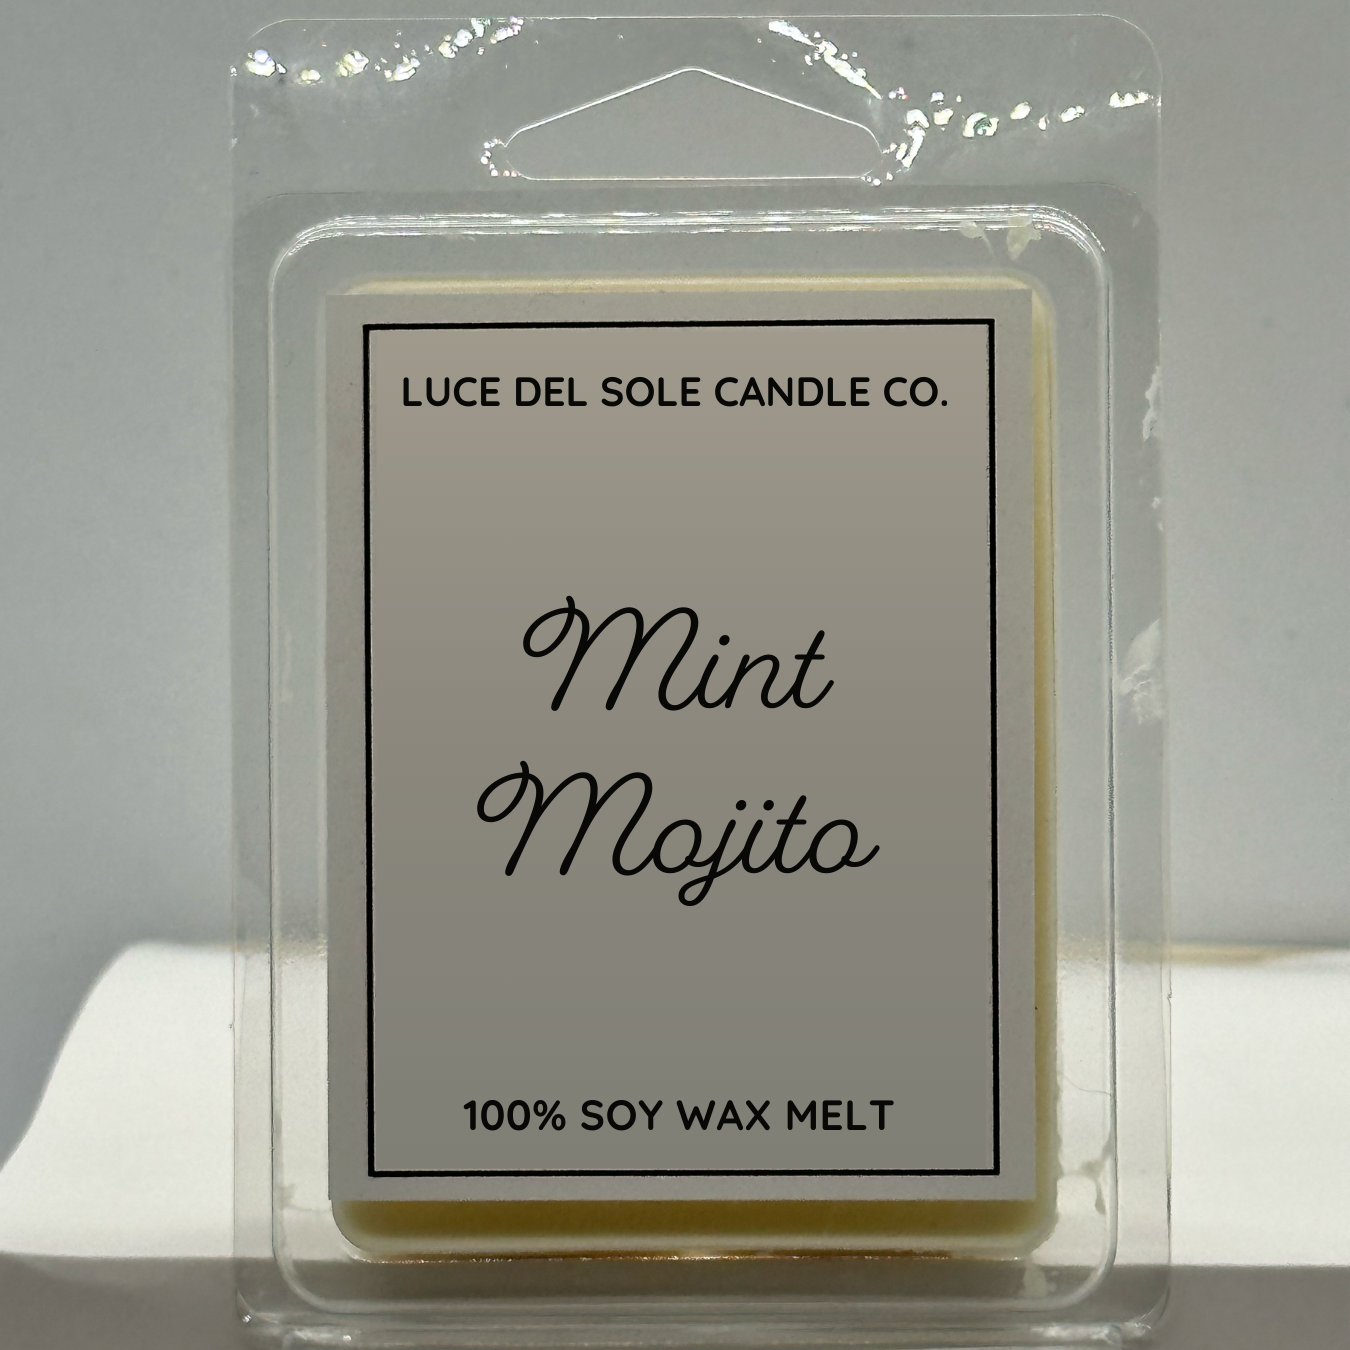 LUCE DEL SOLE CANDLE CO.
Mint
Mojito
100% SOY WAX MELT